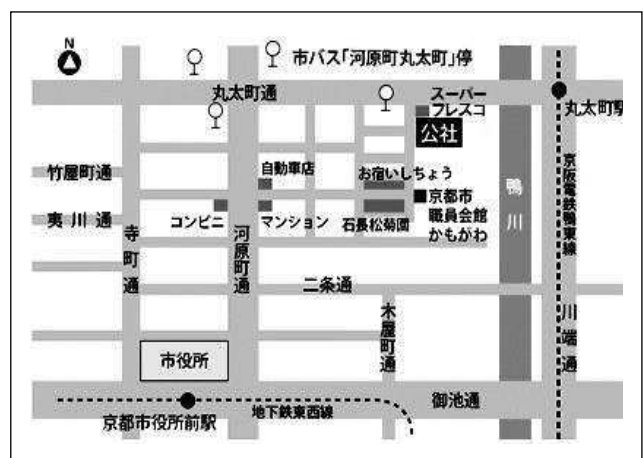 N
市バス「河原町丸太町」停
丸太町通
スーパー
フレスコ
丸太町駅
公社
竹屋町通
自動車店
お宿いしちょう
京都市
職員会館
かもがわ
夷川通
コンビニ
マンション
石長松菊園
鴨川
京阪電鉄鴨東線
寺町通
河原町通
二条通
木屋町通
川端通
市役所
御池通
京都市役所前駅
地下鉄東西線